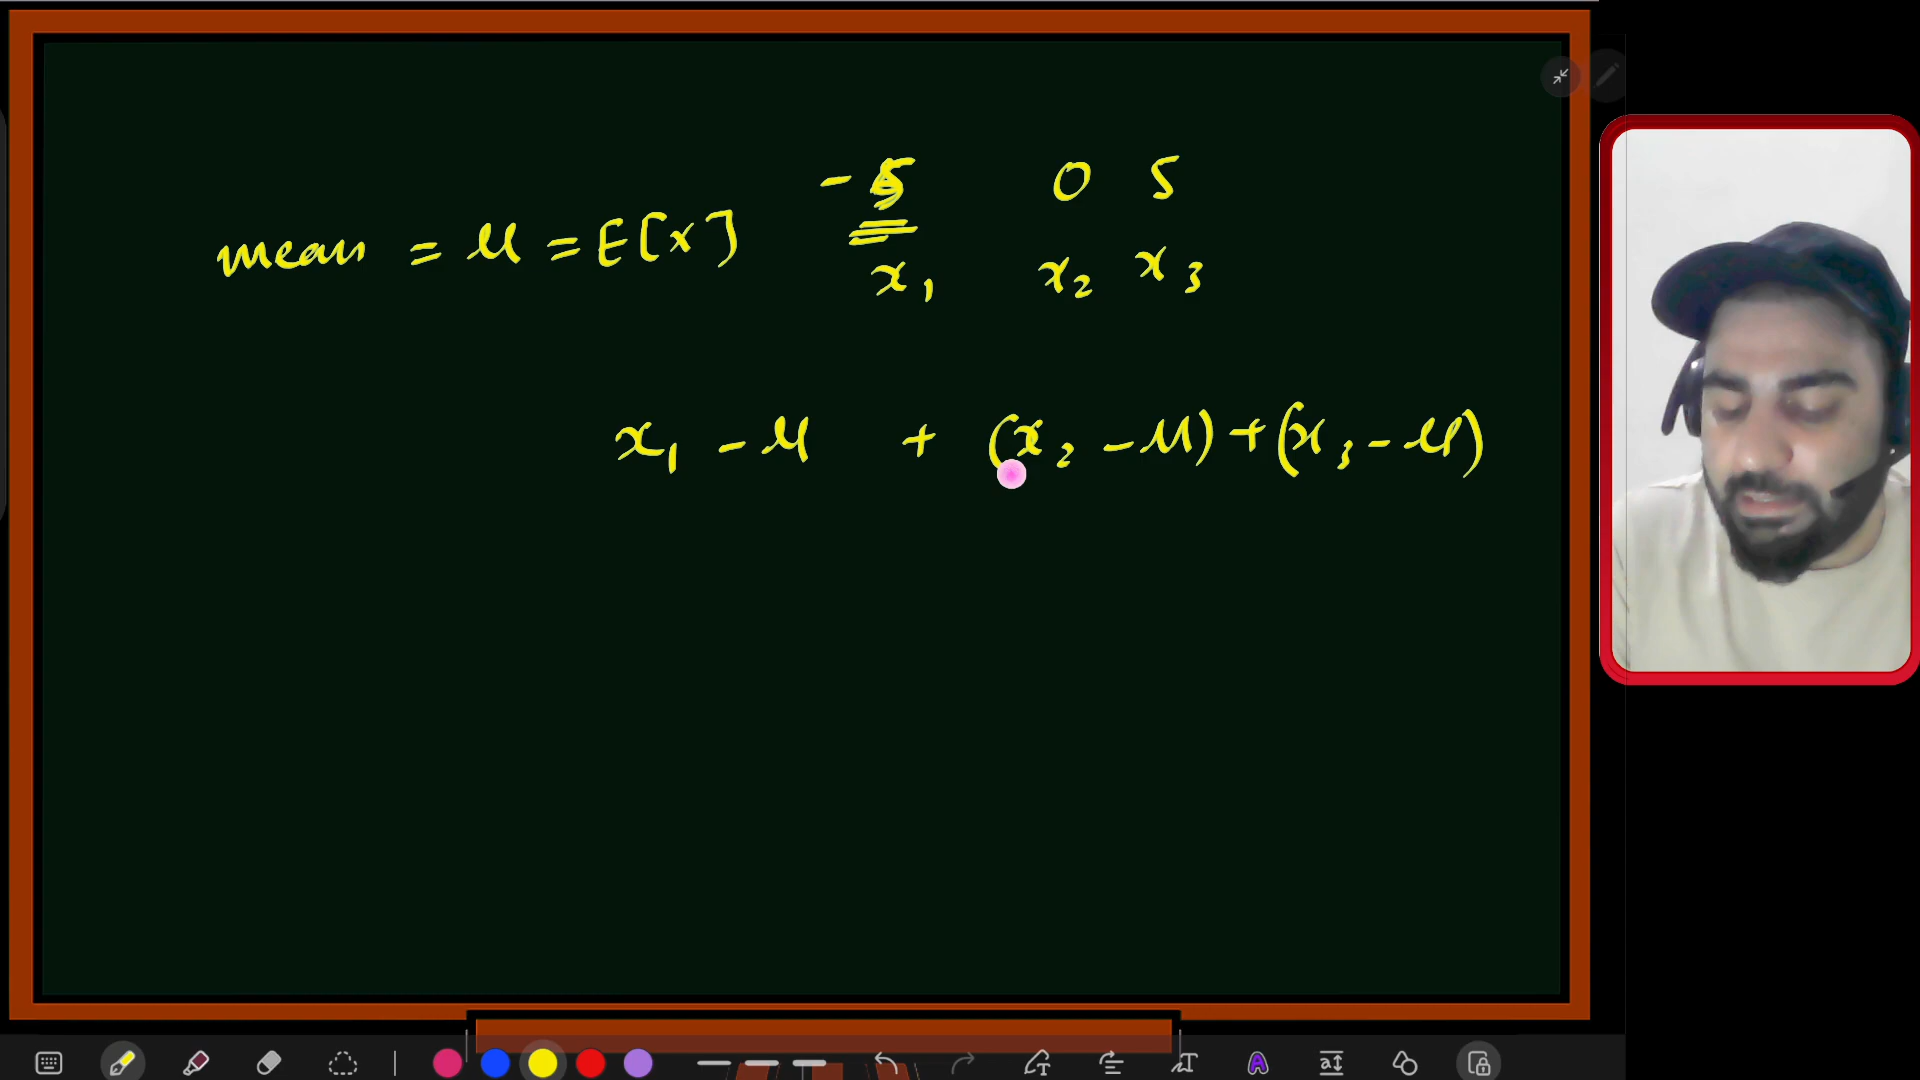 -5 0 5
mean = μ = E[x]
x₁ x₂ x₃
x₁ - μ + (x₂ - μ) + (x₃ - μ)